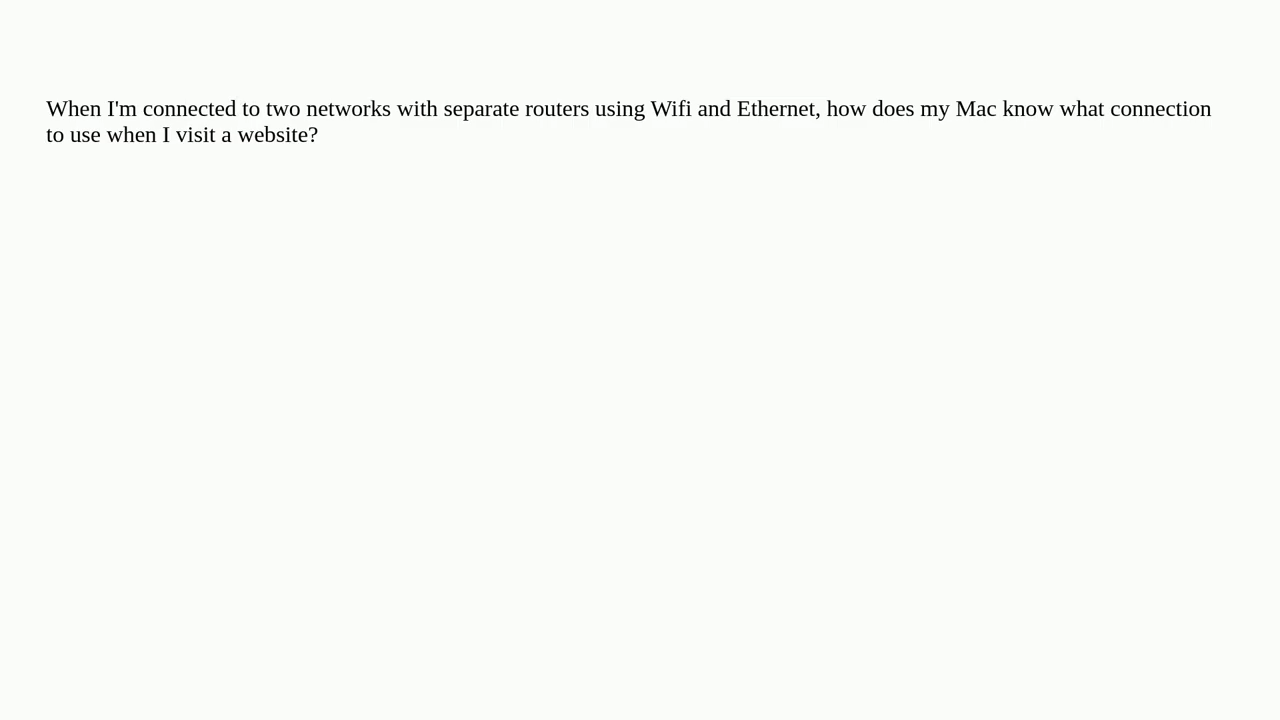 When I'm connected to two networks with separate routers using Wifi and Ethernet, how does my Mac know what connection
to use when I visit a website?